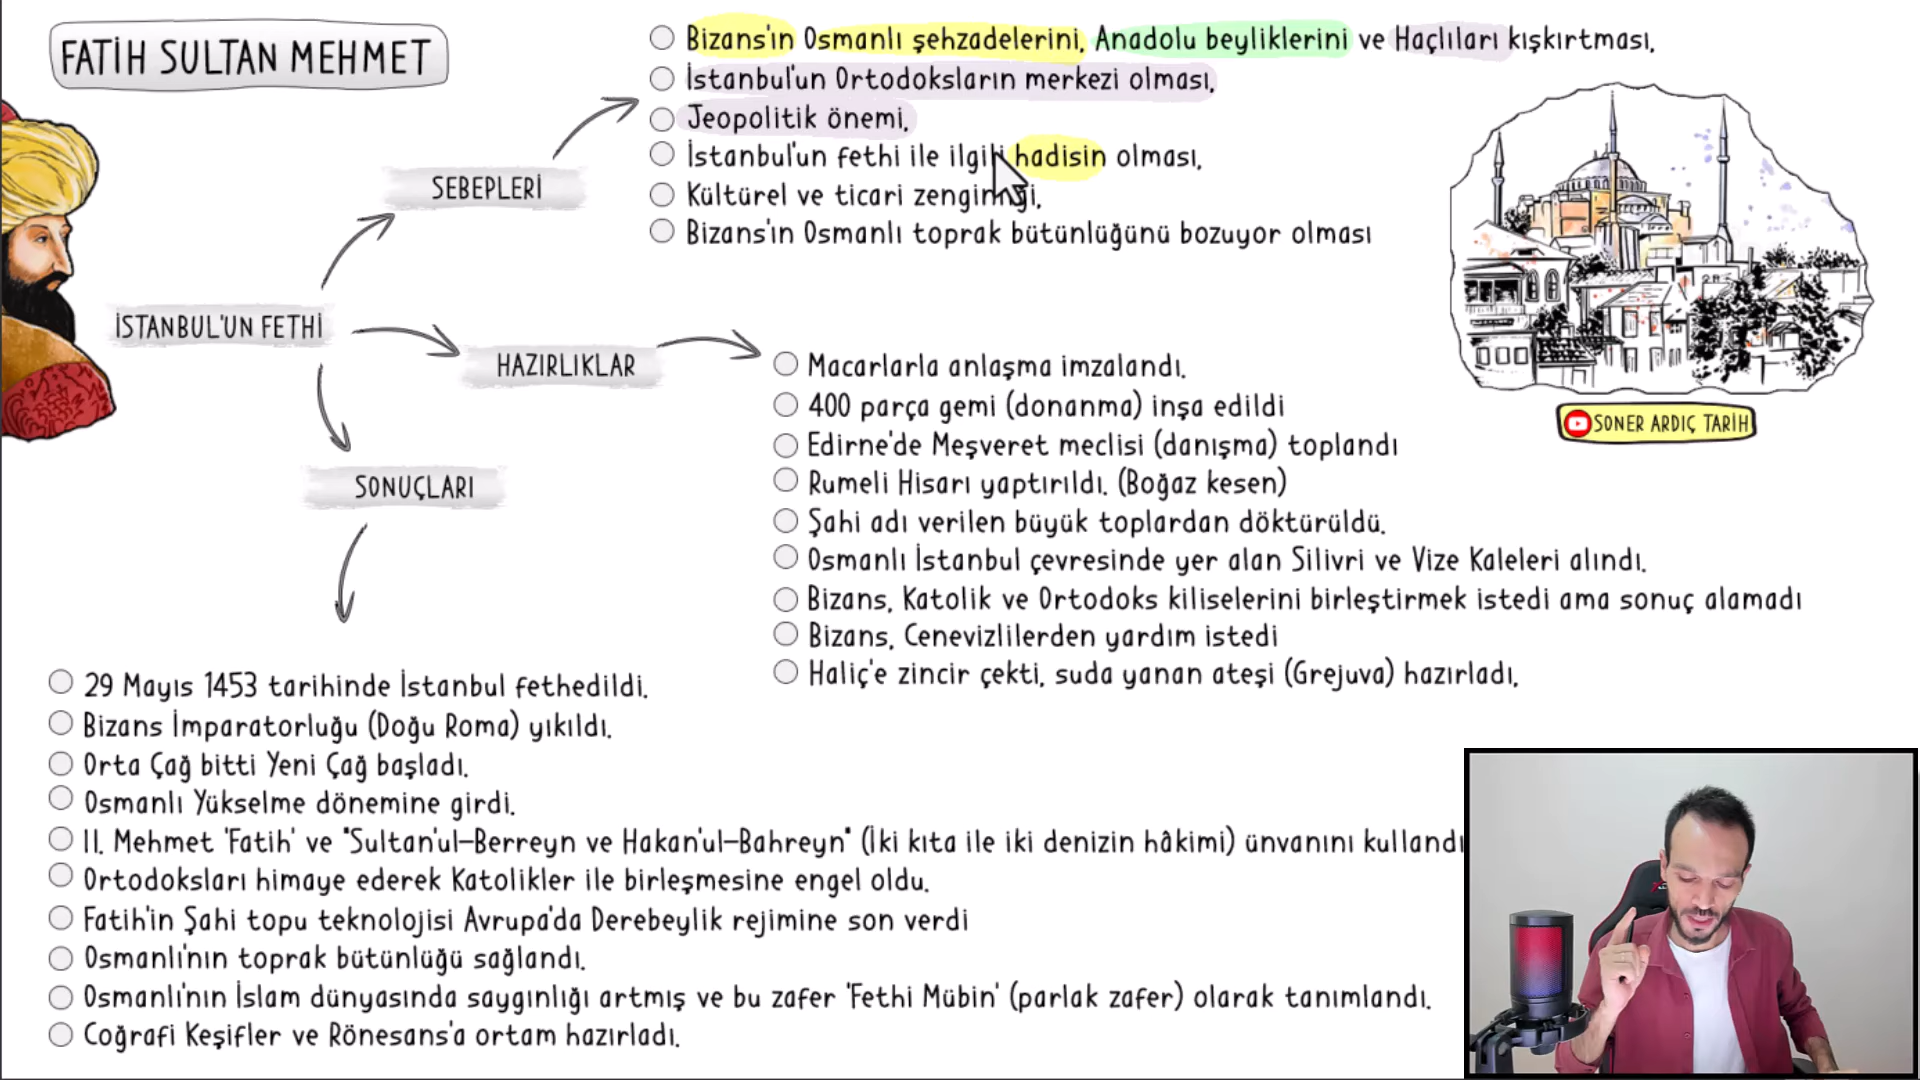 FATİH SULTAN MEHMET
Bizans'ın Osmanlı şehzadelerini, Anadolu beyliklerini ve Haçlıları kışkırtması,
İstanbul'un Ortodoksların merkezi olması,
Jeopolitik önemi,
İstanbul'un fethi ile ilgili hadisin olması,
SEBEPLERİ
Kültürel ve ticari zenginliği,
Bizans'ın Osmanlı toprak bütünlüğünü bozuyor olması
İSTANBUL'UN FETHİ
HAZIRLIKLAR
Macarlarla anlaşma imzalandı.
400 parça gemi (donanma) inşa edildi
SONER ARDIÇ TARİH
Edirne'de Meşveret meclisi (danışma) toplandı
Rumeli Hisarı yaptırıldı. (Boğaz kesen)
Şahi adı verilen büyük toplardan döktürüldü.
Osmanlı İstanbul çevresinde yer alan Silivri ve Vize Kaleleri alındı.
Bizans, Katolik ve Ortodoks kiliselerini birleştirmek istedi ama sonuç alamadı
Bizans, Cenevizlilerden yardım istedi
Haliç'e zincir çekti, suda yanan ateşi (Grejuva) hazırladı,
SONUÇLARI
29 Mayıs 1453 tarihinde İstanbul fethedildi.
Bizans İmparatorluğu (Doğu Roma) yıkıldı.
Orta Çağ bitti Yeni Çağ başladı.
Osmanlı Yükselme dönemine girdi.
II. Mehmet 'Fatih' ve "Sultan'ul-Berreyn ve Hakan'ul-Bahreyn" (İki kıta ile iki denizin hâkimi) ünvanını kullandı
Ortodoksları himaye ederek Katolikler ile birleşmesine engel oldu.
Fatih'in Şahi topu teknolojisi Avrupa'da Derebeylik rejimine son verdi
Osmanlı'nın toprak bütünlüğü sağlandı.
Osmanlı'nın İslam dünyasında saygınlığı artmış ve bu zafer 'Fethi Mübin' (parlak zafer) olarak tanımlandı.
Coğrafi Keşifler ve Rönesans'a ortam hazırladı.